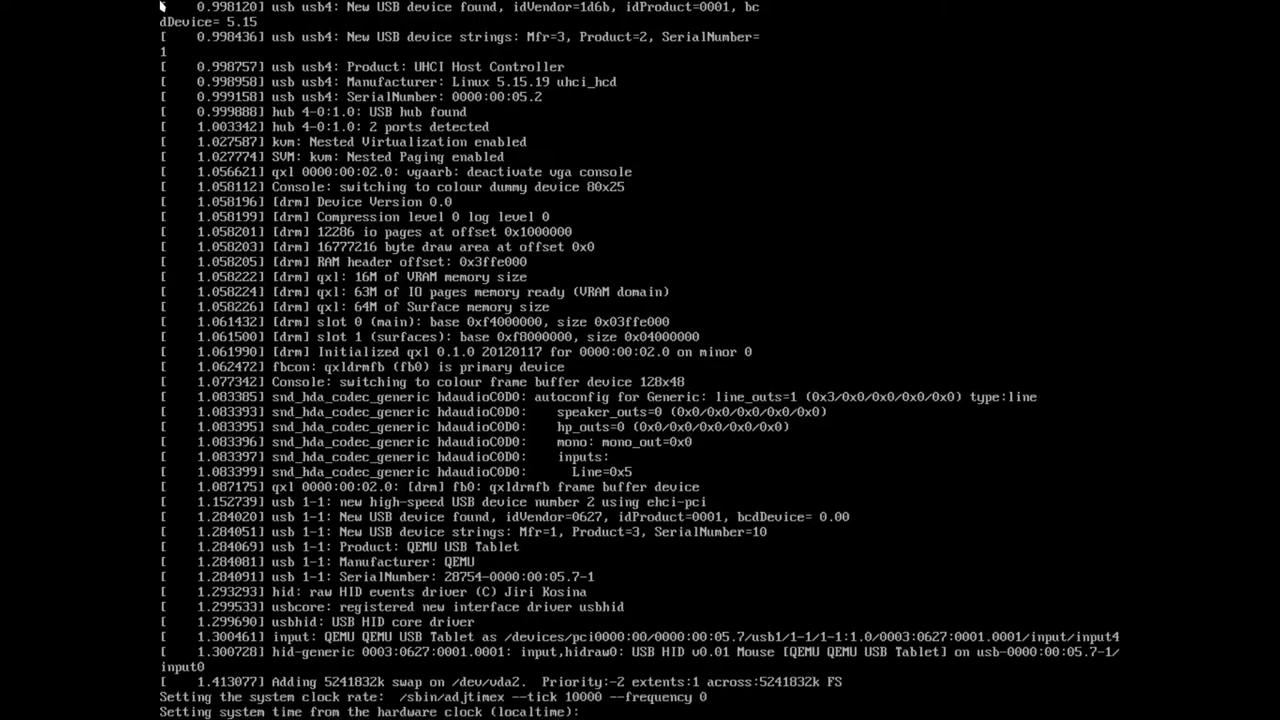 [    0.998120] usb usb4: New USB device found, idVendor=1d6b, idProduct=0001, bc
dDevice= 5.15
[    0.998436] usb usb4: New USB device strings: Mfr=3, Product=2, SerialNumber=
1
[    0.998757] usb usb4: Product: UHCI Host Controller
[    0.998958] usb usb4: Manufacturer: Linux 5.15.19 uhci_hcd
[    0.999158] usb usb4: SerialNumber: 0000:00:05.2
[    0.999888] hub 4-0:1.0: USB hub found
[    1.003342] hub 4-0:1.0: 2 ports detected
[    1.027587] kvm: Nested Virtualization enabled
[    1.027774] SVM: kvm: Nested Paging enabled
[    1.056621] qxl 0000:00:02.0: vgaarb: deactivate vga console
[    1.058112] Console: switching to colour dummy device 80x25
[    1.058196] [drm] Device Version 0.0
[    1.058199] [drm] Compression level 0 log level 0
[    1.058201] [drm] 12286 io pages at offset 0x1000000
[    1.058203] [drm] 16777216 byte draw area at offset 0x0
[    1.058205] [drm] RAM header offset: 0x3ffe000
[    1.058222] [drm] qxl: 16M of VRAM memory size
[    1.058224] [drm] qxl: 63M of IO pages memory ready (VRAM domain)
[    1.058226] [drm] qxl: 64M of Surface memory size
[    1.061432] [drm] slot 0 (main): base 0xf4000000, size 0x03ffe000
[    1.061500] [drm] slot 1 (surfaces): base 0xf8000000, size 0x04000000
[    1.061990] [drm] Initialized qxl 0.1.0 20120117 for 0000:00:02.0 on minor 0
[    1.062472] fbcon: qxldrmfb (fb0) is primary device
[    1.077342] Console: switching to colour frame buffer device 128x48
[    1.083385] snd_hda_codec_generic hdaudioC0D0: autoconfig for Generic: line_outs=1 (0x3/0x0/0x0/0x0/0x0) type:line
[    1.083393] snd_hda_codec_generic hdaudioC0D0:    speaker_outs=0 (0x0/0x0/0x0/0x0/0x0)
[    1.083395] snd_hda_codec_generic hdaudioC0D0:    hp_outs=0 (0x0/0x0/0x0/0x0/0x0)
[    1.083396] snd_hda_codec_generic hdaudioC0D0:    mono: mono_out=0x0
[    1.083397] snd_hda_codec_generic hdaudioC0D0:    inputs:
[    1.083399] snd_hda_codec_generic hdaudioC0D0:      Line=0x5
[    1.087175] qxl 0000:00:02.0: [drm] fb0: qxldrmfb frame buffer device
[    1.152739] usb 1-1: new high-speed USB device number 2 using ehci-pci
[    1.284020] usb 1-1: New USB device found, idVendor=0627, idProduct=0001, bcdDevice= 0.00
[    1.284051] usb 1-1: New USB device strings: Mfr=1, Product=3, SerialNumber=10
[    1.284069] usb 1-1: Product: QEMU USB Tablet
[    1.284081] usb 1-1: Manufacturer: QEMU
[    1.284091] usb 1-1: SerialNumber: 28754-0000:00:05.7-1
[    1.293293] hid: raw HID events driver (C) Jiri Kosina
[    1.299533] usbcore: registered new interface driver usbhid
[    1.299690] usbhid: USB HID core driver
[    1.300461] input: QEMU QEMU USB Tablet as /devices/pci0000:00/0000:00:05.7/usb1/1-1/1-1:1.0/0003:0627:0001.0001/input/input4
[    1.300728] hid-generic 0003:0627:0001.0001: input,hidraw0: USB HID v0.01 Mouse [QEMU QEMU USB Tablet] on usb-0000:00:05.7-1/
input0
[    1.413077] Adding 5241832k swap on /dev/vda2.  Priority:-2 extents:1 across:5241832k FS
Setting the system clock rate:  /sbin/adjtimex --tick 10000 --frequency 0
Setting system time from the hardware clock (localtime):